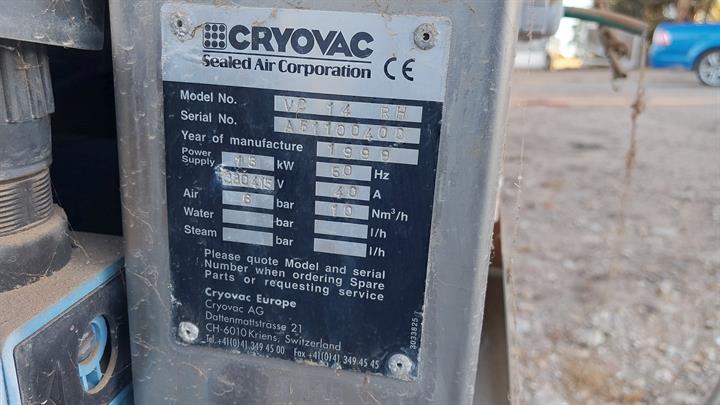 CRYOVAC
Sealed Air Corporation CE
Model No. VC 14 RH
Serial No.
Year of manufacture 1999
Power Supply 15 kW 50 Hz
380415 V 40 A
Air 6 bar 10 Nm³/h
Water bar l/h
Steam bar l/h
Please quote Model and serial
Number when ordering Spare
Parts or requesting service
Cryovac Europe
Cryovac AG
Dattenmattstrasse 21
CH-6010 Kriens, Switzerland
Tel.+41(0)41 349 45 00 Fax +41(0)41 349 45 45
3033825